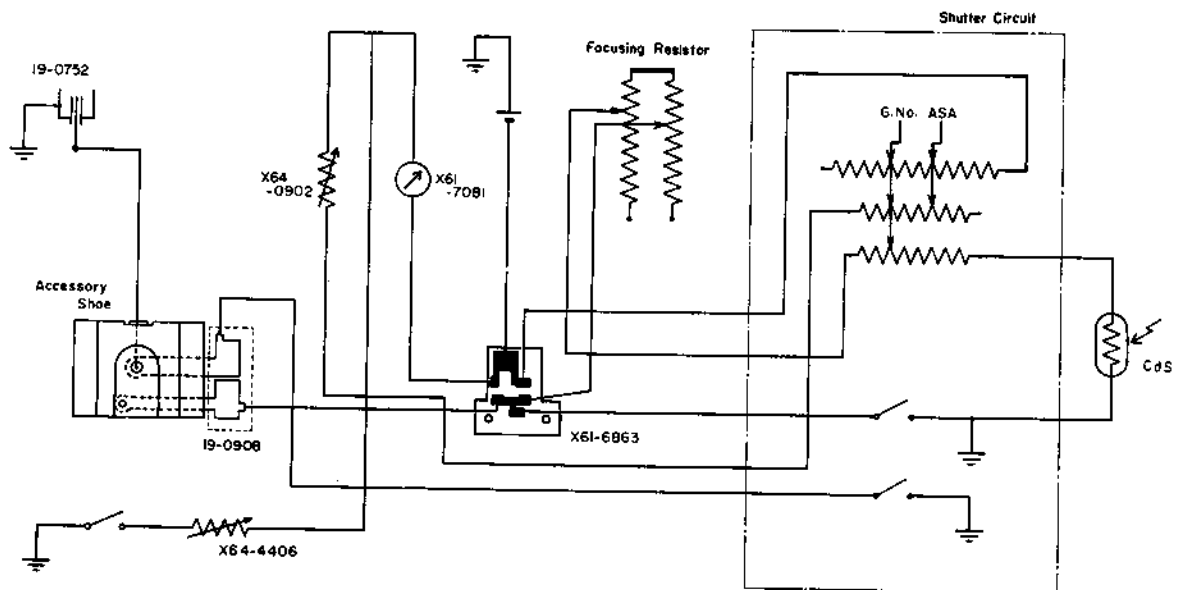 Shutter Circuit
Focusing Resistor
19-0752
G.No. ASA
X64
-0902
X61
-7081
Accessory
Shoe
CdS
19-0908
X61-6863
X64-4406